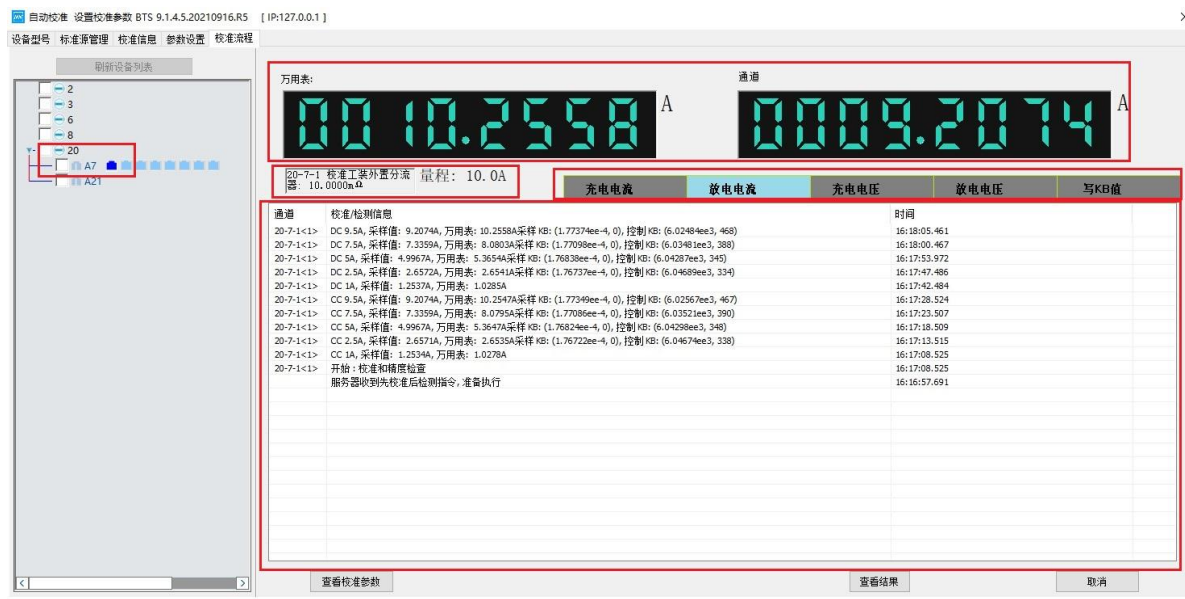 自动校准 设置校准参数 BTS 9.1.4.5.20210916.R5 [ IP:127.0.0.1 ]
设备型号 标准源管理 校准信息 参数设置 校准流程
刷新设备列表
2
3
6
8
20
A7
A21
万用表:
0010.2558 A
通道
0009.2074 A
20-7-1 校准工装外置分流
器: 10.0000mΩ
量程: 10.0A
充电电流 放电电流 充电电压 放电电压 写KB值
通道 校准/检测信息 时间
20-7-1<1> DC 9.5A, 采样值: 9.2074A, 万用表: 10.2558A采样 KB: (1.77374ee-4, 0), 控制 KB: (6.02484ee3, 468) 16:18:05.461
20-7-1<1> DC 7.5A, 采样值: 7.3359A, 万用表: 8.0803A采样 KB: (1.77098ee-4, 0), 控制 KB: (6.03481ee3, 388) 16:18:00.467
20-7-1<1> DC 5A, 采样值: 4.9967A, 万用表: 5.3654A采样 KB: (1.76838ee-4, 0), 控制 KB: (6.04287ee3, 345) 16:17:53.972
20-7-1<1> DC 2.5A, 采样值: 2.6572A, 万用表: 2.6541A采样 KB: (1.76737ee-4, 0), 控制 KB: (6.04689ee3, 334) 16:17:47.486
20-7-1<1> DC 1A, 采样值: 1.2537A, 万用表: 1.0285A 16:17:42.484
20-7-1<1> CC 9.5A, 采样值: 9.2074A, 万用表: 10.2547A采样 KB: (1.77349ee-4, 0), 控制 KB: (6.02567ee3, 467) 16:17:28.524
20-7-1<1> CC 7.5A, 采样值: 7.3359A, 万用表: 8.0795A采样 KB: (1.77086ee-4, 0), 控制 KB: (6.03521ee3, 390) 16:17:23.507
20-7-1<1> CC 5A, 采样值: 4.9967A, 万用表: 5.3647A采样 KB: (1.76824ee-4, 0), 控制 KB: (6.04298ee3, 348) 16:17:18.509
20-7-1<1> CC 2.5A, 采样值: 2.6571A, 万用表: 2.6535A采样 KB: (1.76722ee-4, 0), 控制 KB: (6.04674ee3, 338) 16:17:13.515
20-7-1<1> CC 1A, 采样值: 1.2534A, 万用表: 1.0278A 16:17:08.525
20-7-1<1> 开始 : 校准和精度检查 16:17:08.525
服务器收到先校准后检测指令, 准备执行 16:16:57.691
查看校准参数 查看结果 取消